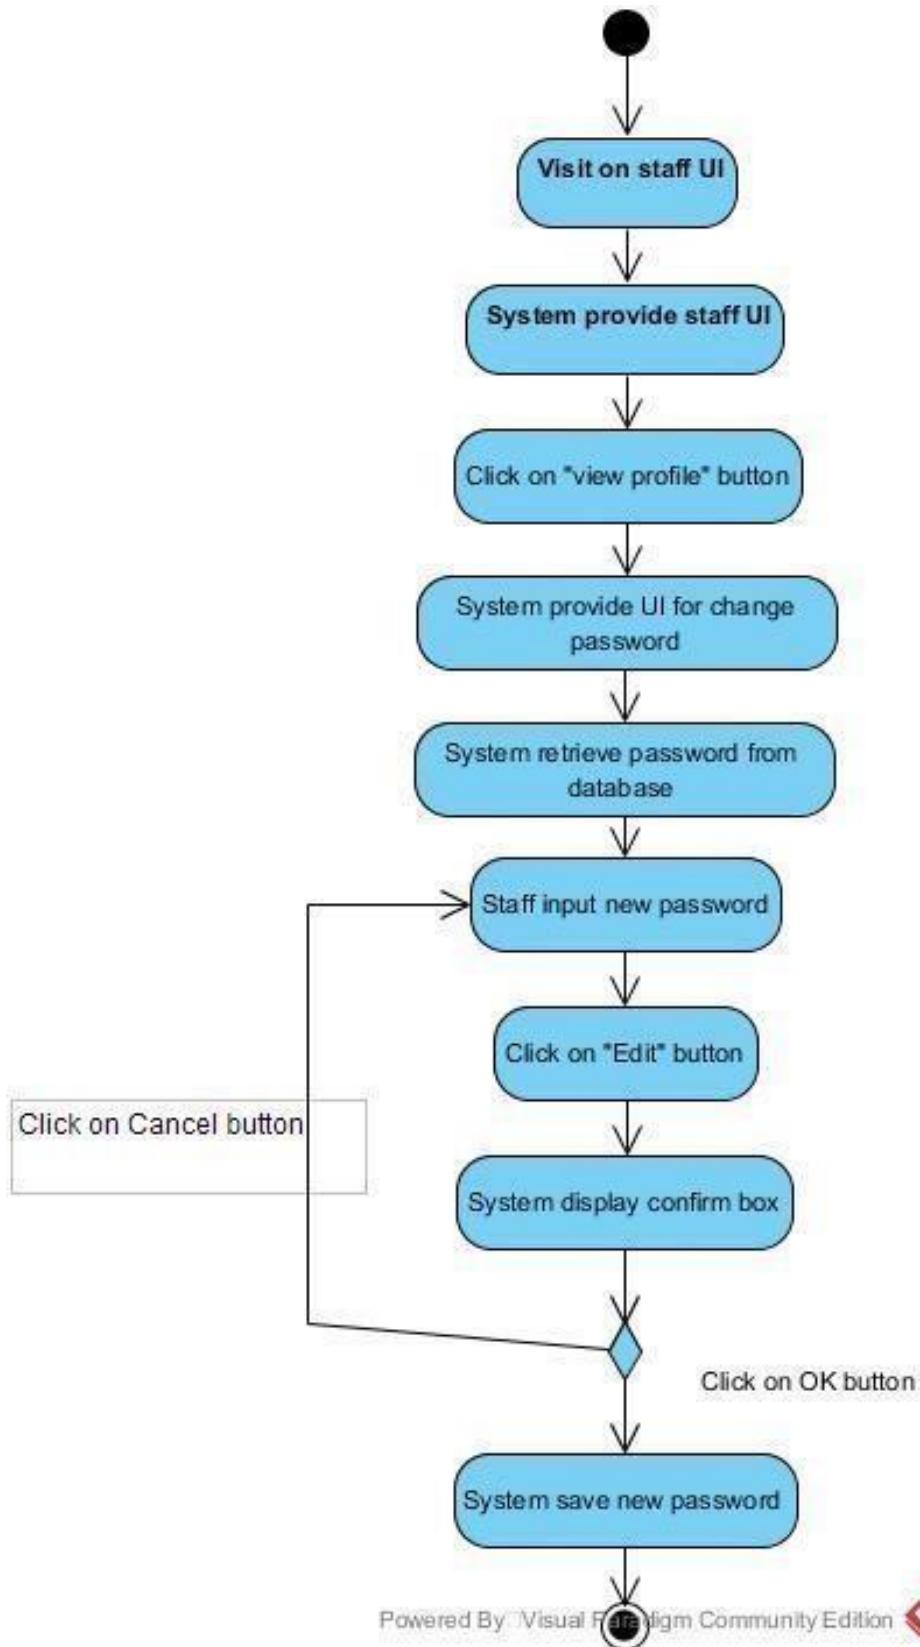 Visit on staff UI
System provide staff UI
Click on "view profile" button
System provide UI for change
password
System retrieve password from
database
Staff input new password
Click on "Edit" button
Click on Cancel button
System display confirm box
Click on OK button
System save new password
Powered By Visual Paradigm Community Edition